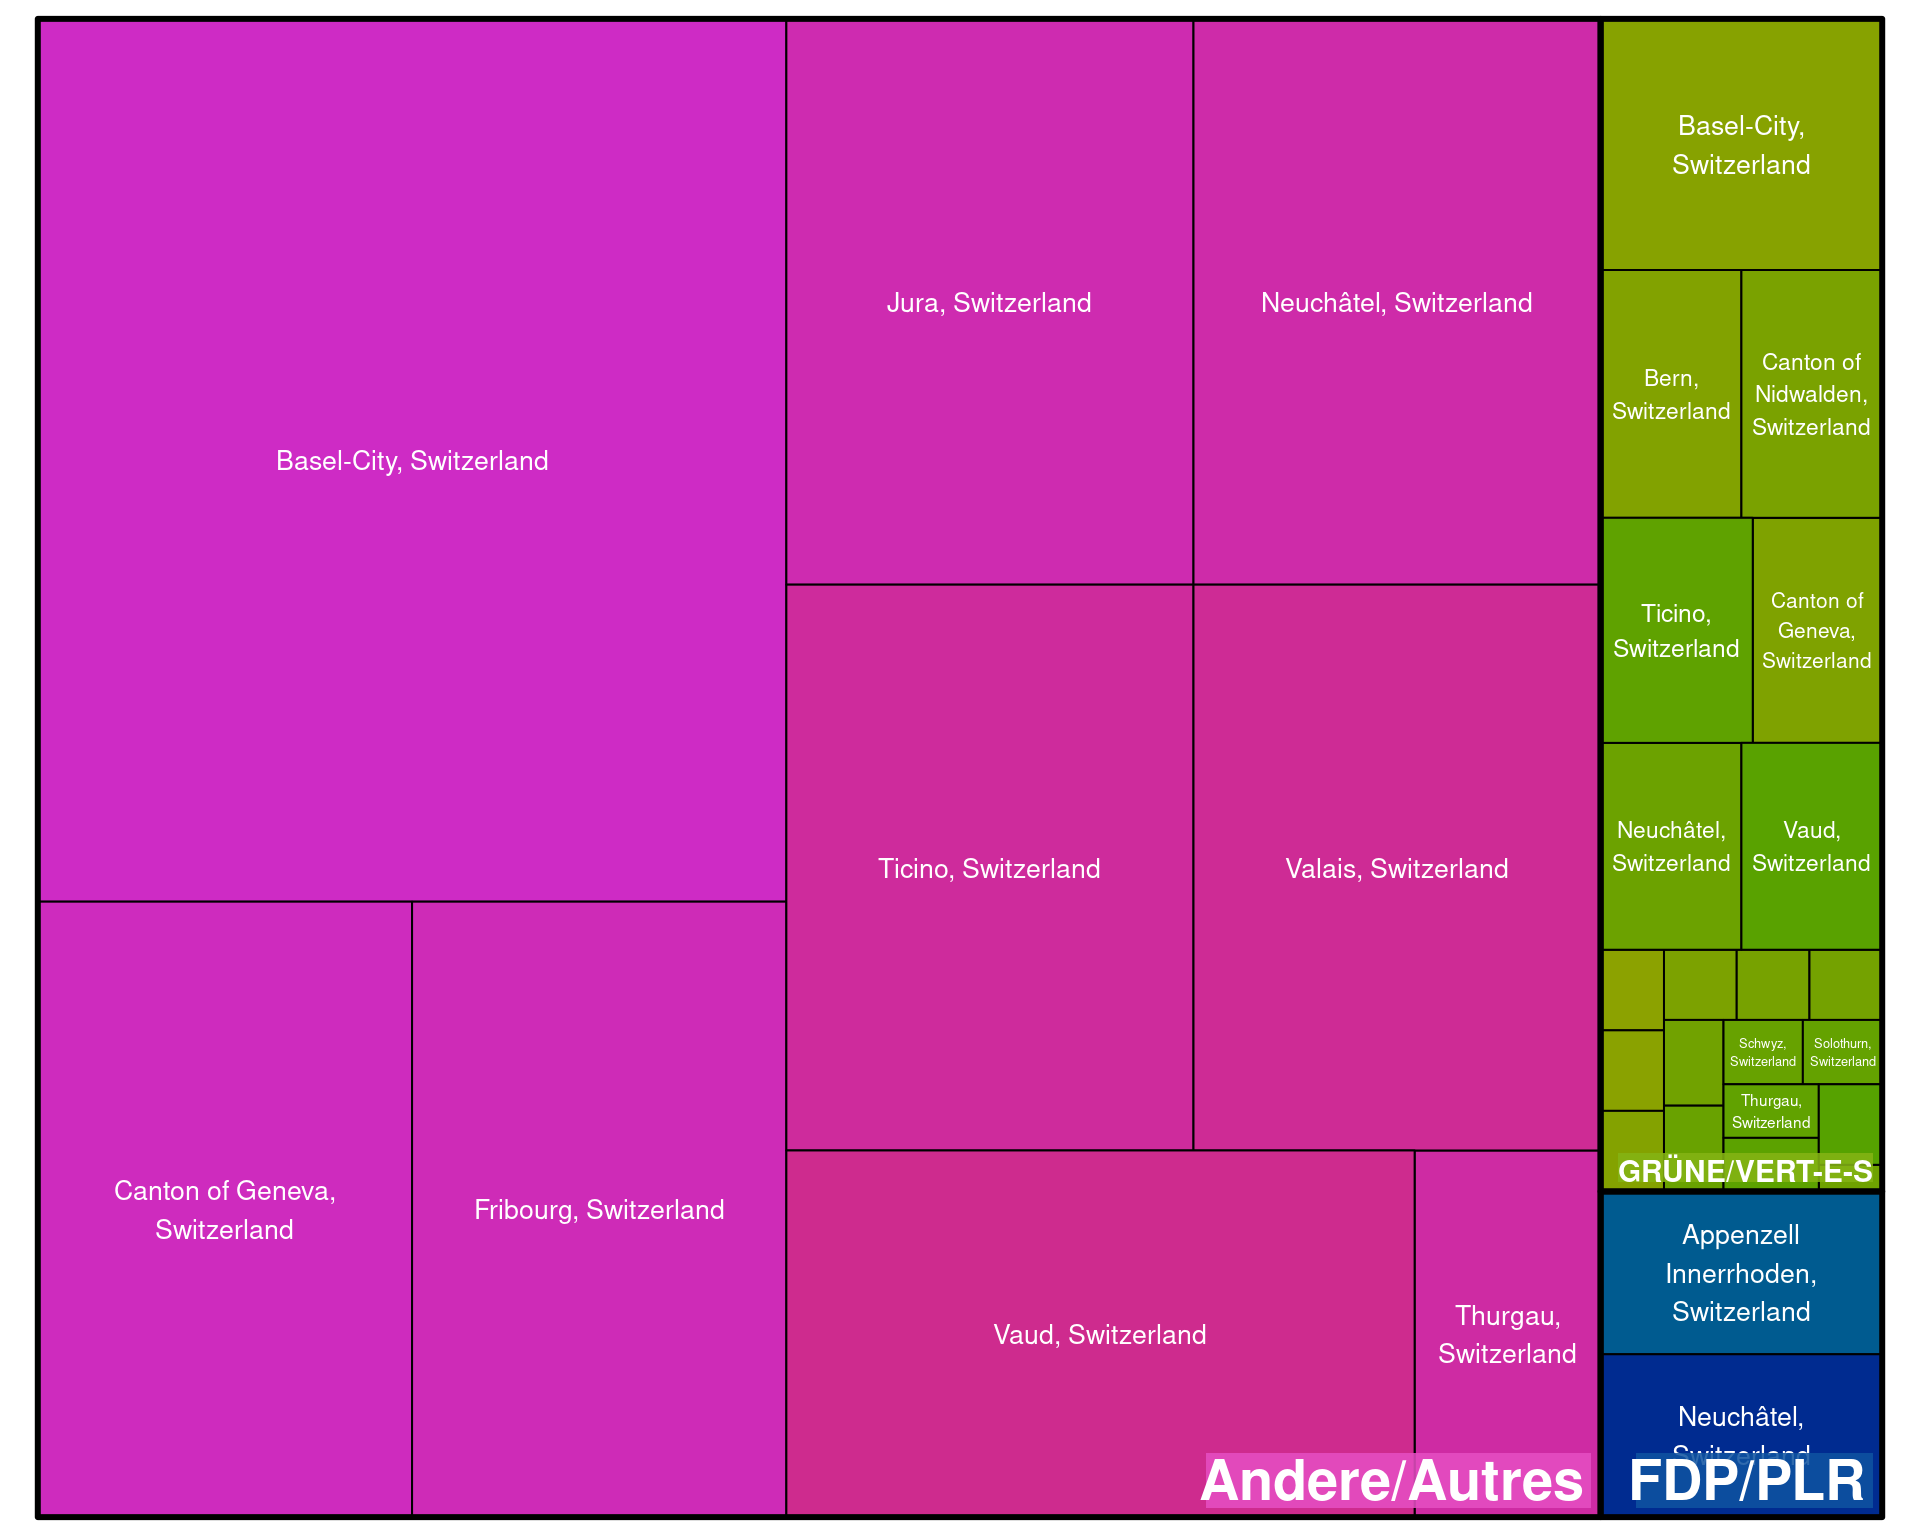 Basel-City, Switzerland
Canton of Geneva,
Switzerland
Fribourg, Switzerland
Jura, Switzerland
Neuchâtel, Switzerland
Ticino, Switzerland
Valais, Switzerland
Vaud, Switzerland
Thurgau,
Switzerland
Andere/Autres
Basel-City,
Switzerland
Bern,
Switzerland
Canton of
Nidwalden,
Switzerland
Ticino,
Switzerland
Canton of
Geneva,
Switzerland
Neuchâtel,
Switzerland
Vaud,
Switzerland
Schwyz,
Switzerland
Solothurn,
Switzerland
Thurgau,
Switzerland
GRÜNE/VERT-E-S
Appenzell
Innerrhoden,
Switzerland
Neuchâtel,
Switzerland
FDP/PLR